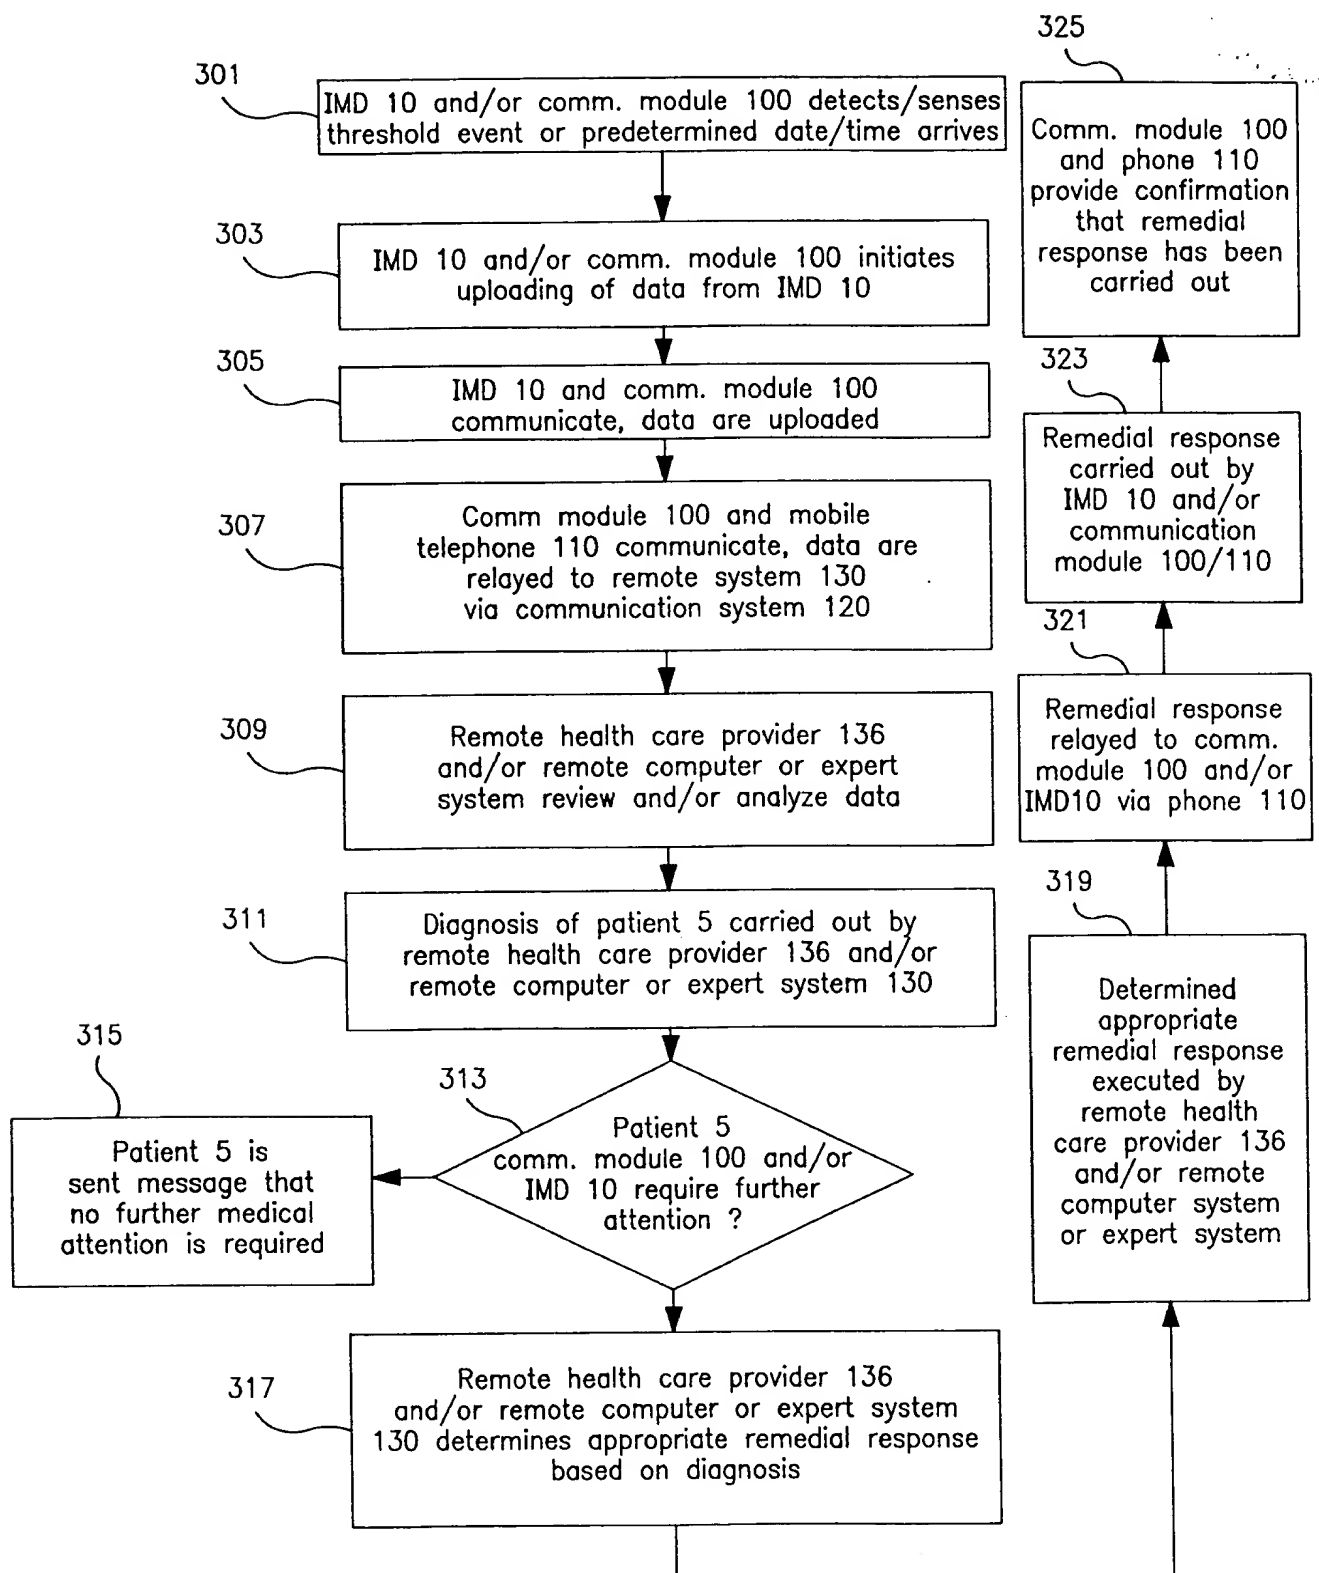 301
IMD 10 and/or comm. module 100 detects/senses
threshold event or predetermined date/time arrives
303
IMD 10 and/or comm. module 100 initiates
uploading of data from IMD 10
305
IMD 10 and comm. module 100
communicate, data are uploaded
307
Comm module 100 and mobile
telephone 110 communicate, data are
relayed to remote system 130
via communication system 120
309
Remote health care provider 136
and/or remote computer or expert
system review and/or analyze data
311
Diagnosis of patient 5 carried out by
remote health care provider 136 and/or
remote computer or expert system 130
313
Patient 5
comm. module 100 and/or
IMD 10 require further
attention ?
315
Patient 5 is
sent message that
no further medical
attention is required
317
Remote health care provider 136
and/or remote computer or expert system
130 determines appropriate remedial response
based on diagnosis
319
Determined
appropriate
remedial response
executed by
remote health
care provider 136
and/or remote
computer system
or expert system
321
Remedial response
relayed to comm.
module 100 and/or
IMD10 via phone 110
323
Remedial response
carried out by
IMD 10 and/or
communication
module 100/110
325
Comm. module 100
and phone 110
provide confirmation
that remedial
response has been
carried out